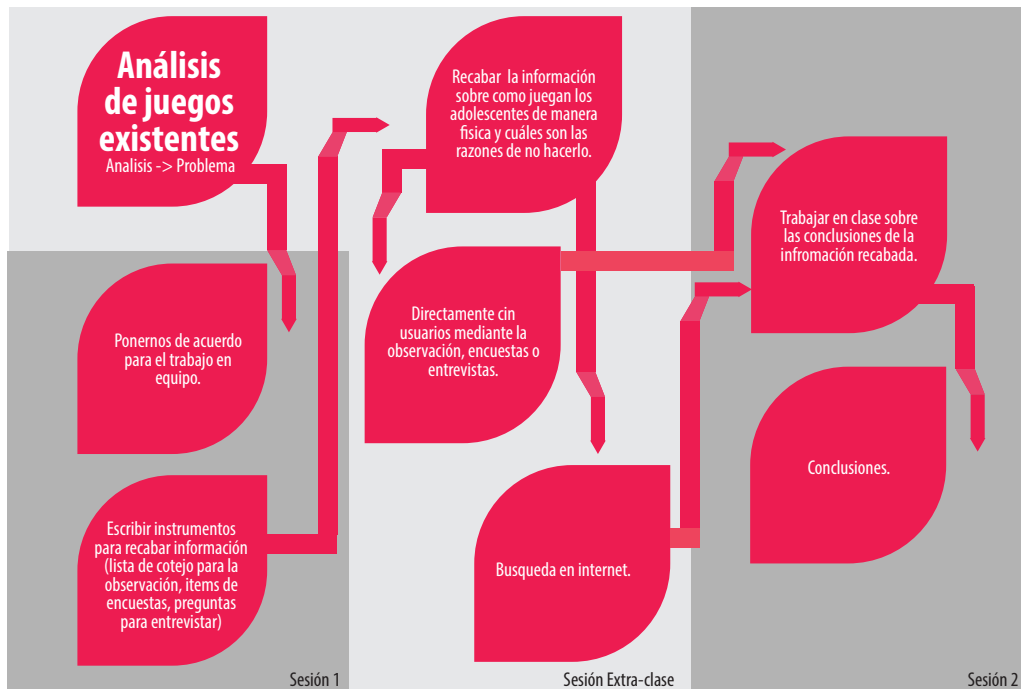 Análisis
de juegos
existentes
Analisis -> Problema
Ponernos de acuerdo
para el trabajo en
equipo.
Escribir instrumentos
para recabar información
(lista de cotejo para la
observación, items de
encuestas, preguntas
para entrevistar)
Sesión 1
Recabar la información
sobre como juegan los
adolescentes de manera
fisica y cuáles son las
razones de no hacerlo.
Directamente cin
usuarios mediante la
observación, encuestas o
entrevistas.
Busqueda en internet.
Sesión Extra-clase
Trabajar en clase sobre
las conclusiones de la
infromación recabada.
Conclusiones.
Sesión 2